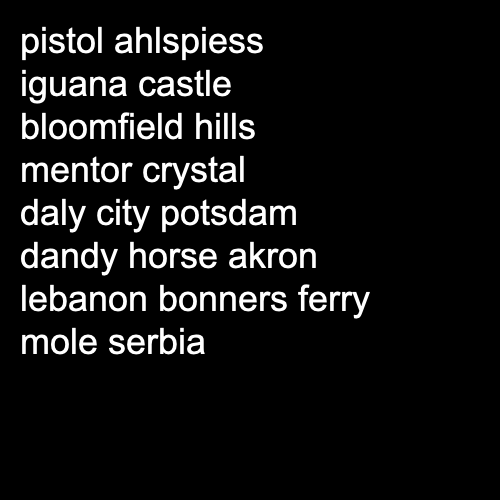 pistol ahlspiess
iguana castle
bloomfield hills
mentor crystal
daly city potsdam
dandy horse akron
lebanon bonners ferry
mole serbia